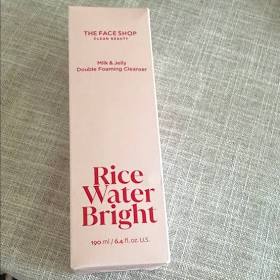 THE FACE SHOP
CLEAN BEAUTY
Milk & Jelly
Double Foaming Cleanser
Rice
Water
Bright
190 ml / 6.4 fl. oz. U.S.